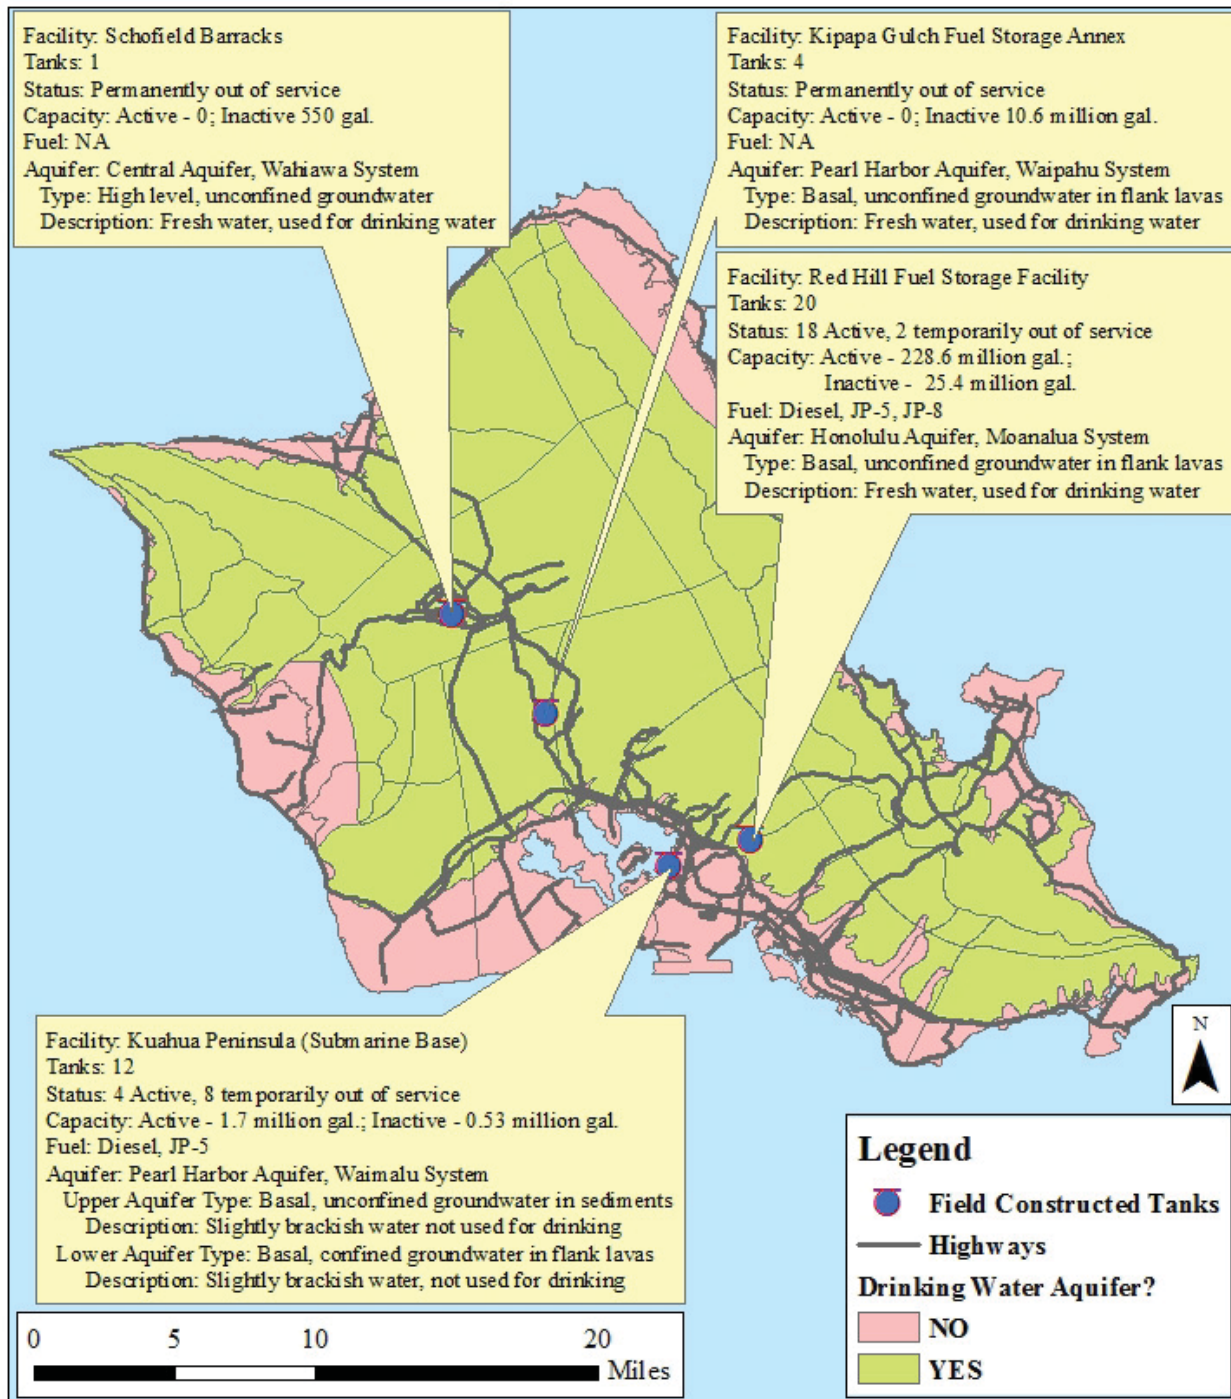 Facility: Schofield Barracks
Tanks: 1
Status: Permanently out of service
Capacity: Active - 0; Inactive 550 gal.
Fuel: NA
Aquifer: Central Aquifer, Wahiawa System
Type: High level, unconfined groundwater
Description: Fresh water, used for drinking water
Facility: Kipapa Gulch Fuel Storage Annex
Tanks: 4
Status: Permanently out of service
Capacity: Active - 0; Inactive 10.6 million gal.
Fuel: NA
Aquifer: Pearl Harbor Aquifer, Waipahu System
Type: Basal, unconfined groundwater in flank lavas
Description: Fresh water, used for drinking water
Facility: Red Hill Fuel Storage Facility
Tanks: 20
Status: 18 Active, 2 temporarily out of service
Capacity: Active - 228.6 million gal.;
Inactive - 25.4 million gal.
Fuel: Diesel, JP-5, JP-8
Aquifer: Honolulu Aquifer, Moanalua System
Type: Basal, unconfined groundwater in flank lavas
Description: Fresh water, used for drinking water
Facility: Kuahua Peninsula (Submarine Base)
Tanks: 12
Status: 4 Active, 8 temporarily out of service
Capacity: Active - 1.7 million gal.; Inactive - 0.53 million gal.
Fuel: Diesel, JP-5
Aquifer: Pearl Harbor Aquifer, Waimalu System
Upper Aquifer Type: Basal, unconfined groundwater in sediments
Description: Slightly brackish water not used for drinking
Lower Aquifer Type: Basal, confined groundwater in flank lavas
Description: Slightly brackish water, not used for drinking
N
Legend
Field Constructed Tanks
Highways
Drinking Water Aquifer?
NO
YES
0 5 10 20
Miles